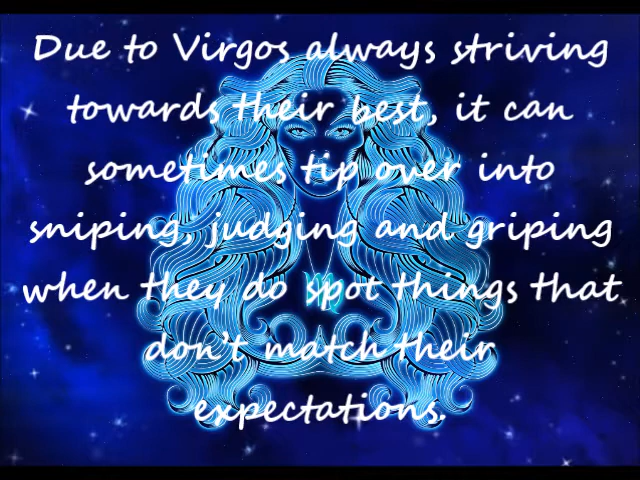 Due to Virgos always striving
towards their best, it can
sometimes tip over into
sniping, judging and griping
when they do spot things that
don't match their
expectations.